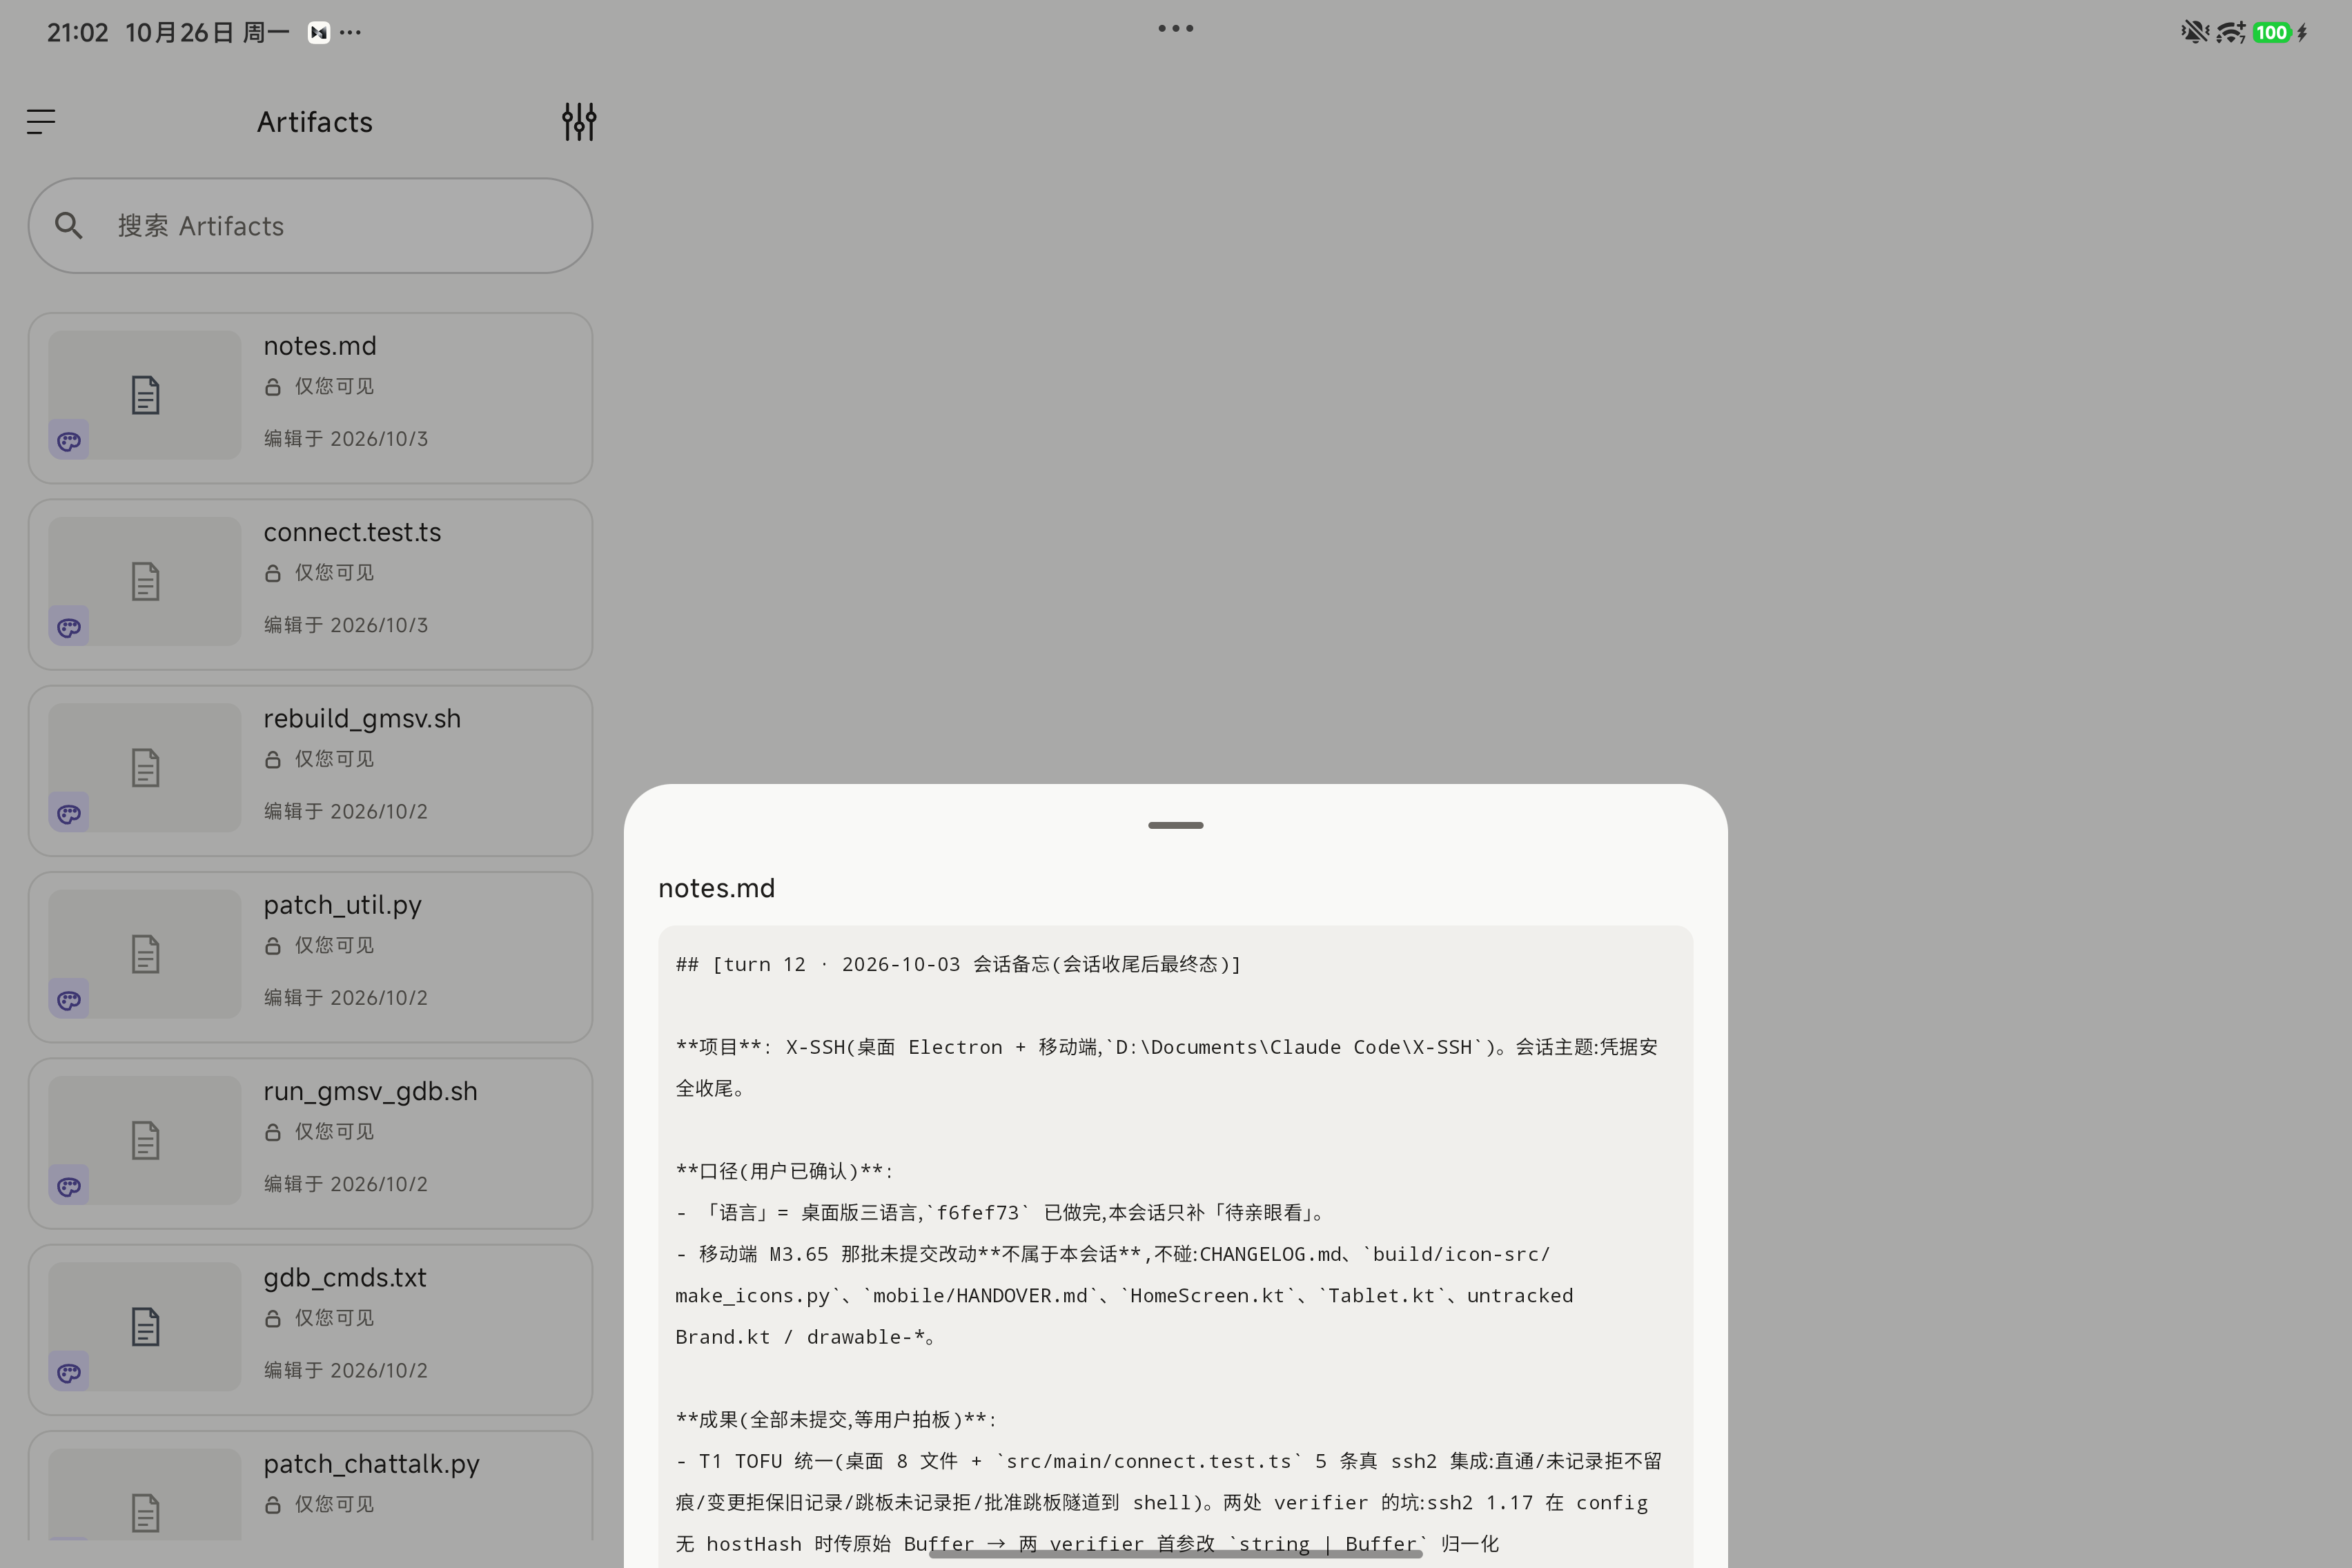 21:02 10月26日 周一
100
Artifacts
搜索 Artifacts
notes.md
仅您可见
编辑于 2026/10/3
connect.test.ts
仅您可见
编辑于 2026/10/3
rebuild_gmsv.sh
仅您可见
编辑于 2026/10/2
patch_util.py
仅您可见
编辑于 2026/10/2
run_gmsv_gdb.sh
仅您可见
编辑于 2026/10/2
gdb_cmds.txt
仅您可见
编辑于 2026/10/2
patch_chattalk.py
仅您可见
notes.md
## [turn 12 · 2026-10-03 会话备忘(会话收尾后最终态)]
**项目**: X-SSH(桌面 Electron + 移动端,`D:\Documents\Claude Code\X-SSH`)。会话主题:凭据安
全收尾。
**口径(用户已确认)**:
- 「语言」= 桌面版三语言,`f6fef73` 已做完,本会话只补「待亲眼看」。
- 移动端 M3.65 那批未提交改动**不属于本会话**,不碰:CHANGELOG.md、`build/icon-src/
make_icons.py`、`mobile/HANDOVER.md`、`HomeScreen.kt`、`Tablet.kt`、untracked
Brand.kt / drawable-*。
**成果(全部未提交,等用户拍板)**:
- T1 TOFU 统一(桌面 8 文件 + `src/main/connect.test.ts` 5 条真 ssh2 集成:直通/未记录拒不留
痕/变更拒保旧记录/跳板未记录拒/批准跳板隧道到 shell)。两处 verifier 的坑:ssh2 1.17 在 config
无 hostHash 时传原始 Buffer → 两 verifier 首参改 `string | Buffer` 归一化